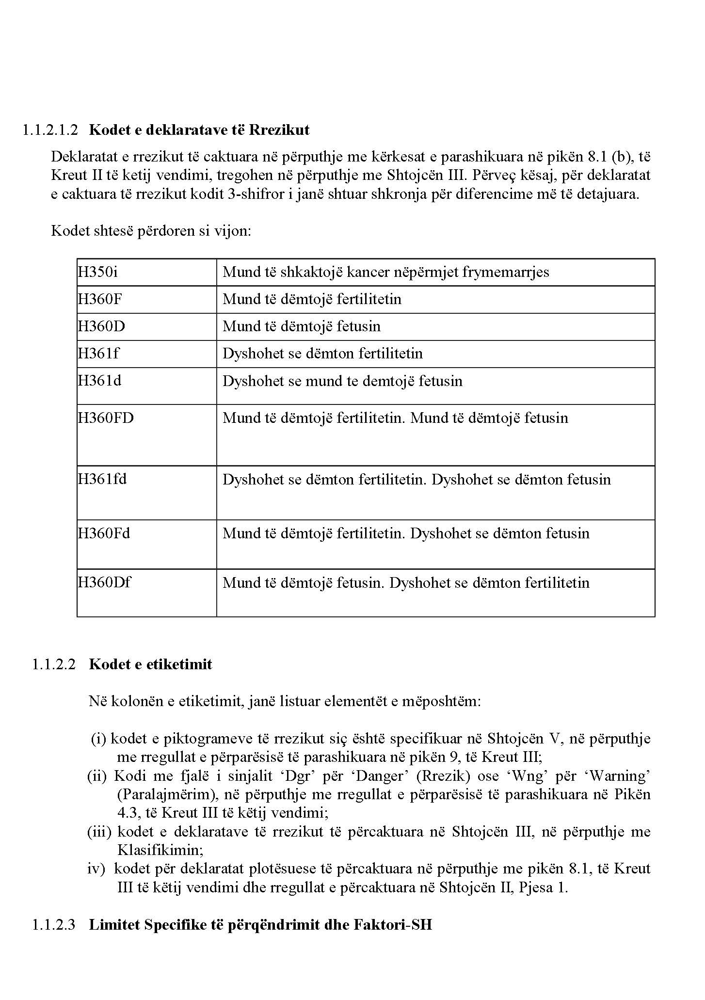 1.1.2.1.2 Kodet e deklaratave të Rrezikut
Deklaratat e rrezikut të caktuara në përputhje me kërkesat e parashikuara në pikën 8.1 (b), të
Kreut II të ketij vendimi, tregohen në përputhje me Shtojcën III. Përveç kësaj, për deklaratat
e caktuara të rrezikut kodit 3-shifror i janë shtuar shkronja për diferencime më të detajuara.
Kodet shtesë përdoren si vijon:
H350i Mund të shkaktojë kancer nëpërmjet frymemarrjes
H360F Mund të dëmtojë fertilitetin
H360D Mund të dëmtojë fetusin
H361f Dyshohet se dëmton fertilitetin
H361d Dyshohet se mund te demtojë fetusin
H360FD Mund të dëmtojë fertilitetin. Mund të dëmtojë fetusin
H361fd Dyshohet se dëmton fertilitetin. Dyshohet se dëmton fetusin
H360Fd Mund të dëmtojë fertilitetin. Dyshohet se dëmton fetusin
H360Df Mund të dëmtojë fetusin. Dyshohet se dëmton fertilitetin
1.1.2.2 Kodet e etiketimit
Në kolonën e etiketimit, janë listuar elementët e mëposhtëm:
(i) kodet e piktogrameve të rrezikut siç është specifikuar në Shtojcën V, në përputhje
me rregullat e përparësisë të parashikuara në pikën 9, të Kreut III;
(ii) Kodi me fjalë i sinjalit ‘Dgr’ për ‘Danger’ (Rrezik) ose ‘Wng’ për ‘Warning’
(Paralajmërim), në përputhje me rregullat e përparësisë të parashikuara në Pikën
4.3, të Kreut III të këtij vendimi;
(iii) kodet e deklaratave të rrezikut të përcaktuara në Shtojcën III, në përputhje me
Klasifikimin;
iv) kodet për deklaratat plotësuese të përcaktuara në përputhje me pikën 8.1, të Kreut
III të këtij vendimi dhe rregullat e përcaktuara në Shtojcën II, Pjesa 1.
1.1.2.3 Limitet Specifike të përqëndrimit dhe Faktori-SH